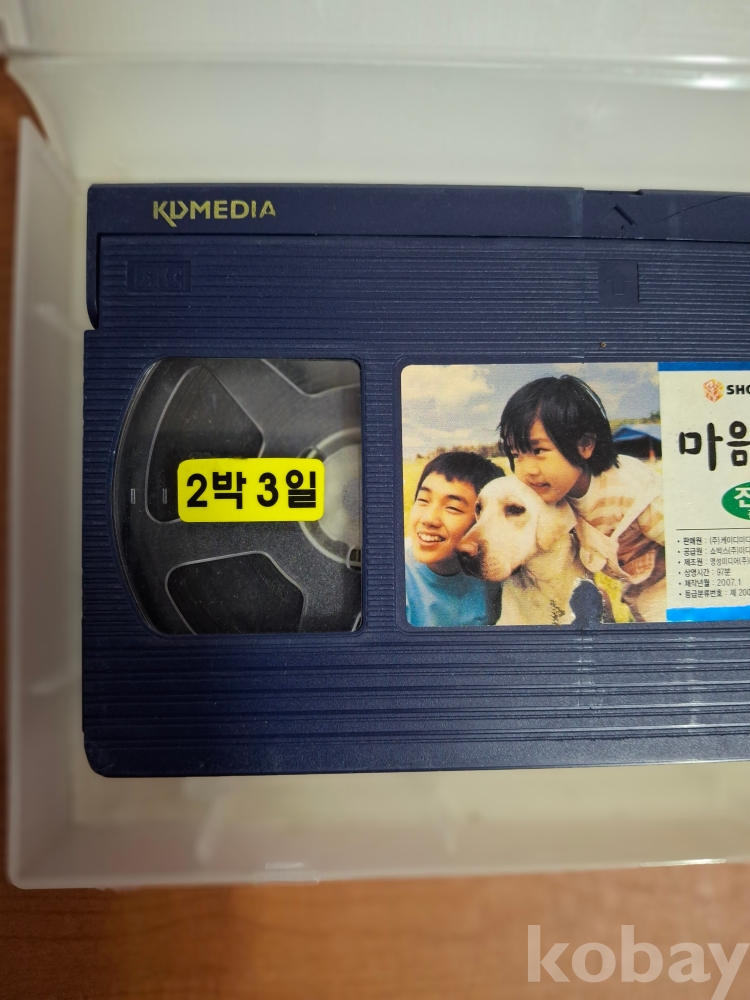 KDMEDIA
2박 3일
SHO
마음
전
• 판매원 : (주)케이디미디
• 공급원 : 쇼박스(주)미디
• 제조원 : 영성미디어(주)
• 상영시간 : 97분
• 제작년월 : 2007.1
• 등급분류번호 : 제 200
kobay